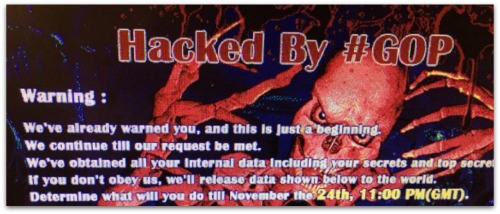 Hacked By #GOP
Warning :
We've already warned you, and this is just a beginning.
We continue till our request be met.
We've obtained all your internal data including your secrets and top
If you don't obey us, we'll release data shown below to the world.
Determine what will you do till November the 24th, 11:00 PM(GMT).